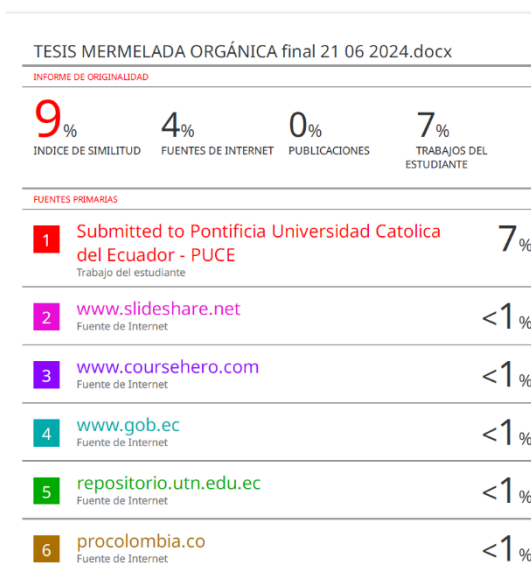 TESIS MERMELADA ORGÁNICA final 21 06 2024.docx
INFORME DE ORIGINALIDAD
9% 4% 0% 7%
INDICE DE SIMILITUD FUENTES DE INTERNET PUBLICACIONES TRABAJOS DEL
ESTUDIANTE
FUENTES PRIMARIAS
1 Submitted to Pontificia Universidad Catolica 7%
del Ecuador - PUCE
Trabajo del estudiante
2 www.slideshare.net <1%
Fuente de Internet
3 www.coursehero.com <1%
Fuente de Internet
4 www.gob.ec <1%
Fuente de Internet
5 repositorio.utn.edu.ec <1%
Fuente de Internet
6 procolombia.co <1%
Fuente de Internet